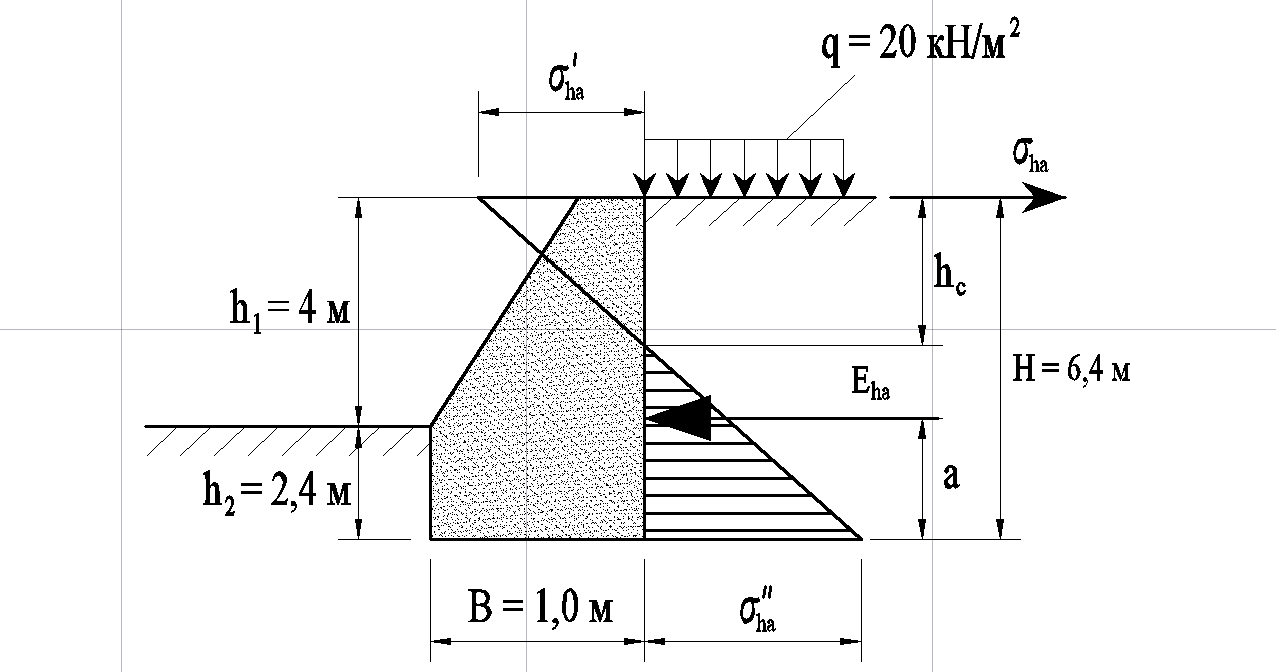 q = 20 кН/м²
σ'ha
σha
hc
h₁ = 4 м
H = 6,4 м
Eha
a
h₂ = 2,4 м
B = 1,0 м
σ''ha